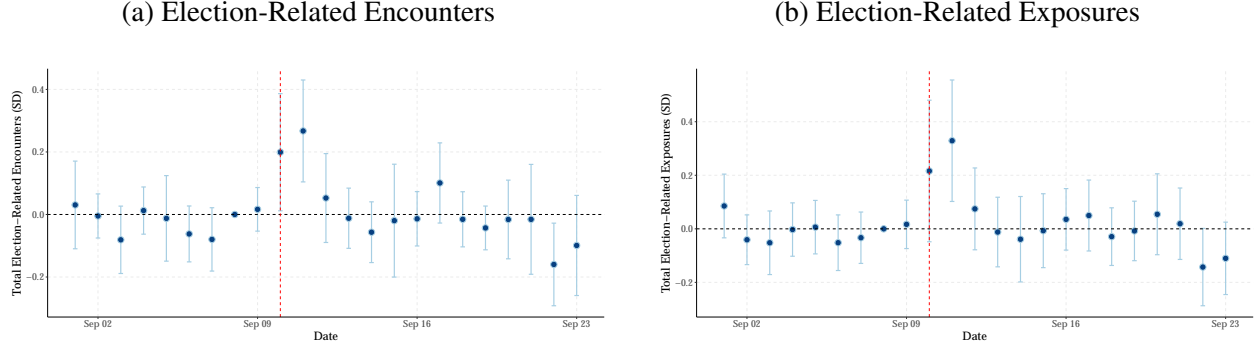 (a) Election-Related Encounters
Total Election−Related Encounters (SD)
0.4
0.2
0.0
−0.2
Sep 02
Sep 09
Sep 16
Sep 23
Date
(b) Election-Related Exposures
Total Election−Related Exposures (SD)
0.4
0.2
0.0
−0.2
Sep 02
Sep 09
Sep 16
Sep 23
Date